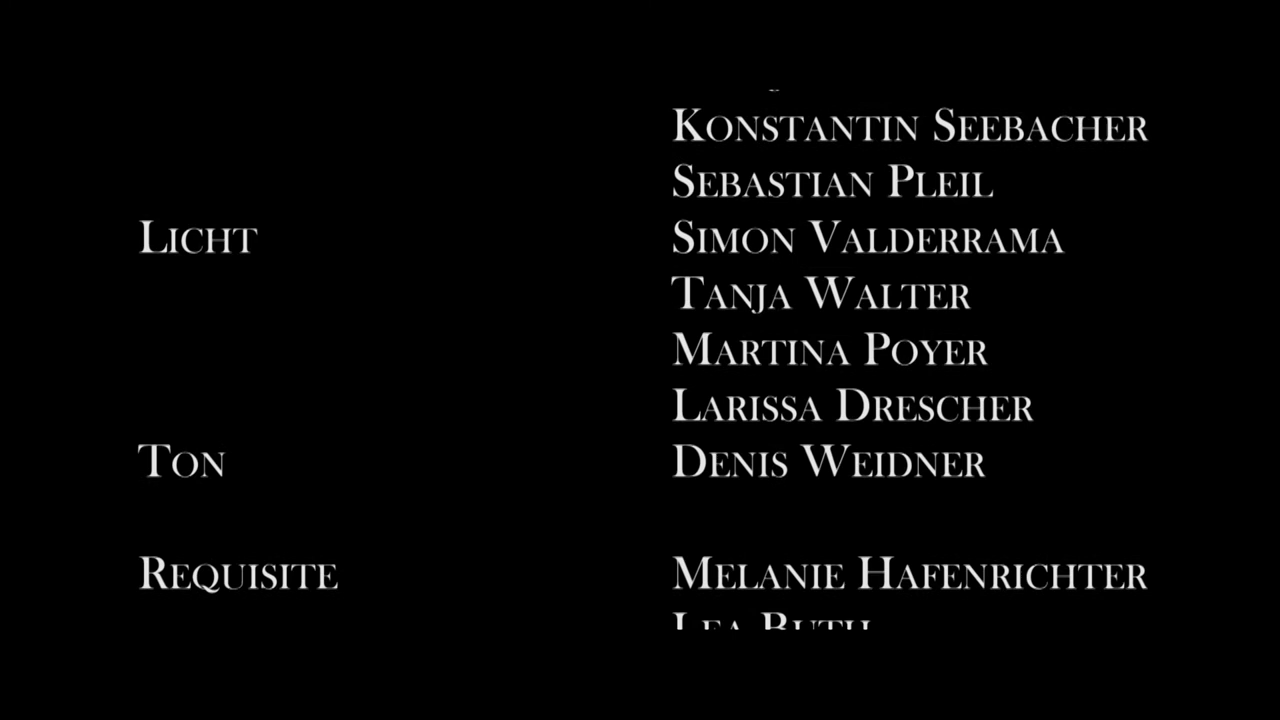 Konstantin Seebacher
Sebastian Pleil
Licht Simon Valderrama
Tanja Walter
Martina Poyer
Larissa Drescher
Ton Denis Weidner
Requisite Melanie Hafenrichter
Lea